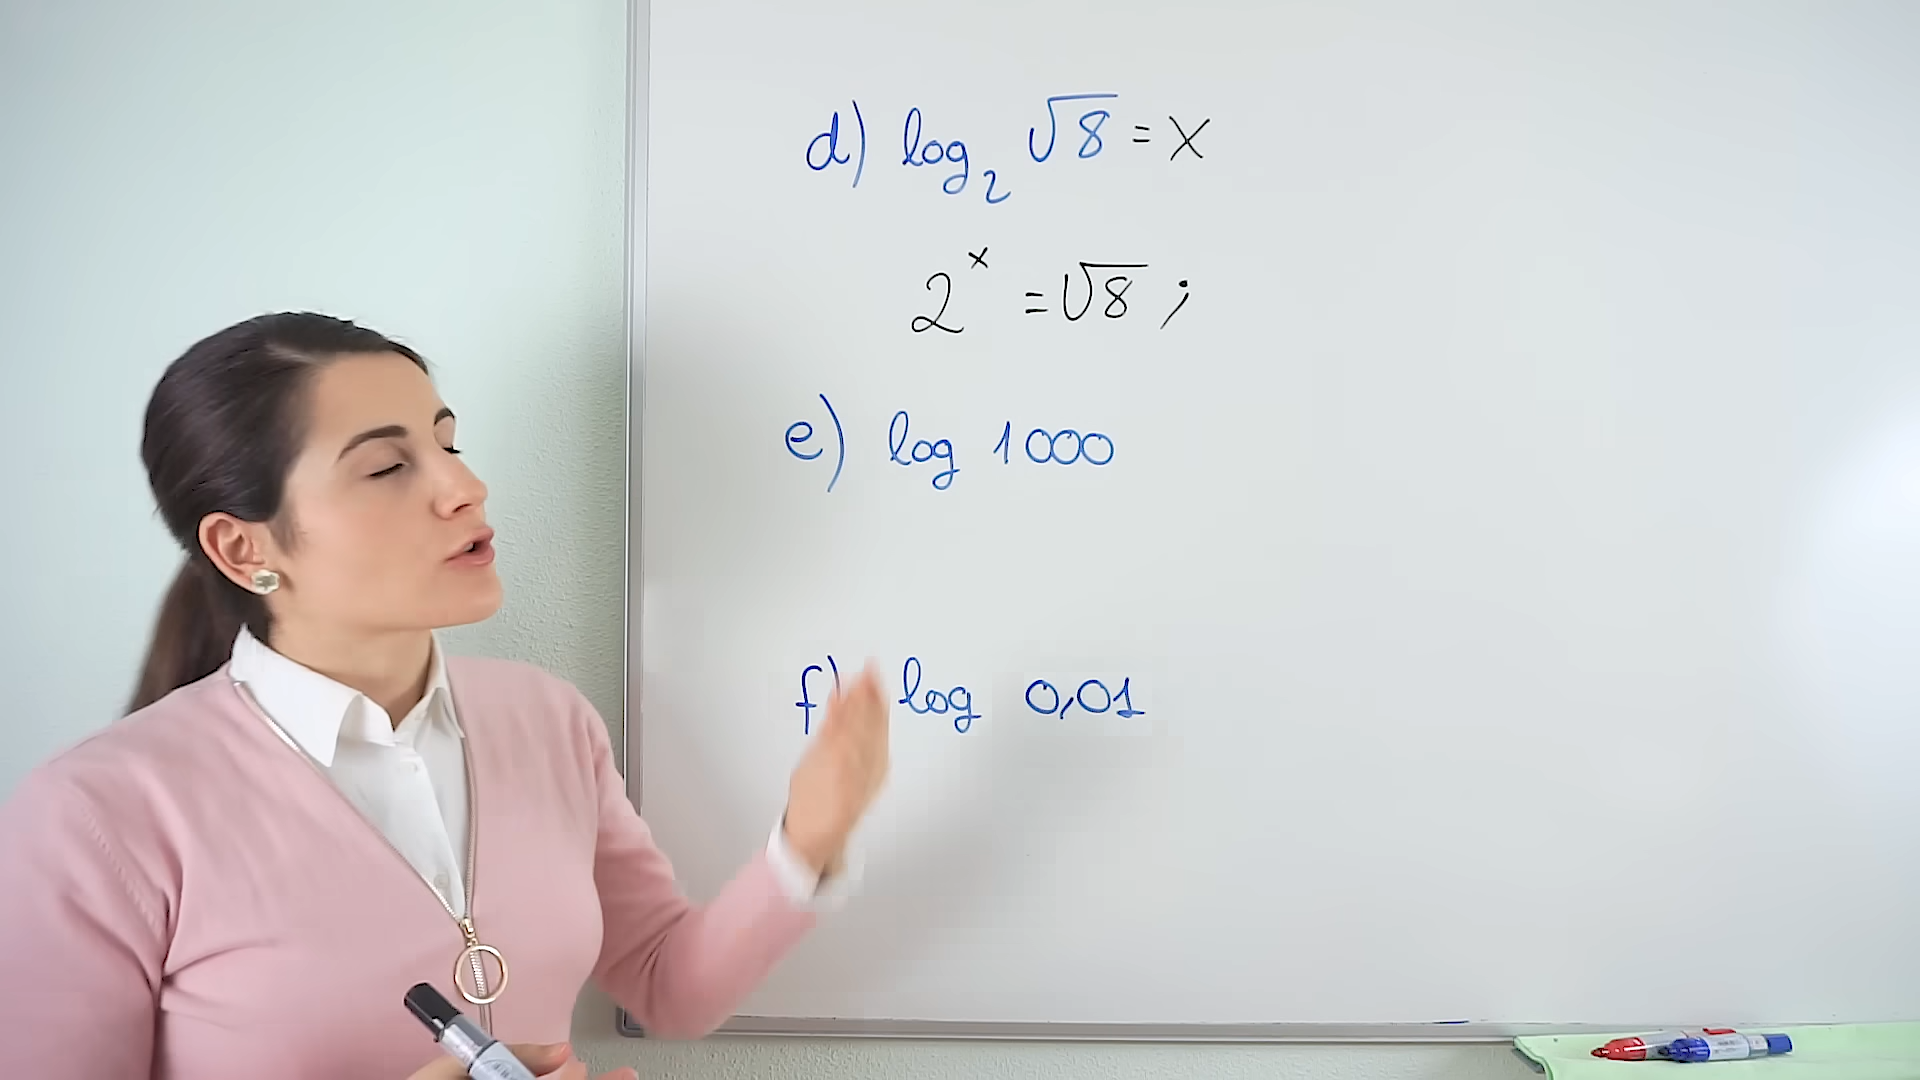 d) log₂ √8 = x
2ˣ = √8 ;
e) log 1000
f) log 0,01